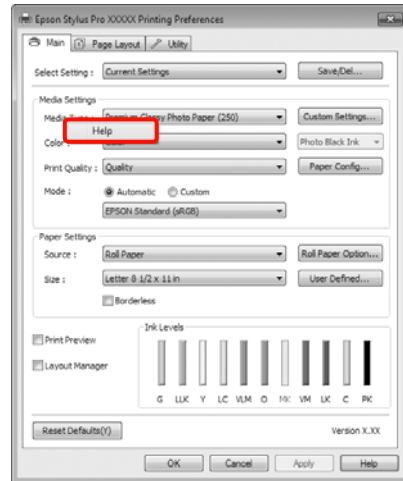 Epson Stylus Pro XXXXX Printing Preferences
Main Page Layout Utility
Select Setting : Current Settings Save/Del...
Media Settings
Premium Glossy Photo Paper (250) Custom Settings...
Help
Color Photo Black Ink
Print Quality : Quality Paper Config...
Mode : Automatic Custom
EPSON Standard (sRGB)
Paper Settings
Source : Roll Paper Roll Paper Option...
Size : Letter 8 1/2 x 11 in User Defined...
Borderless
Print Preview
Layout Manager
Ink Levels
G LLK Y LC VLM O MK VM LK C PK
Reset Defaults(Y) Version X.XX
OK Cancel Apply Help